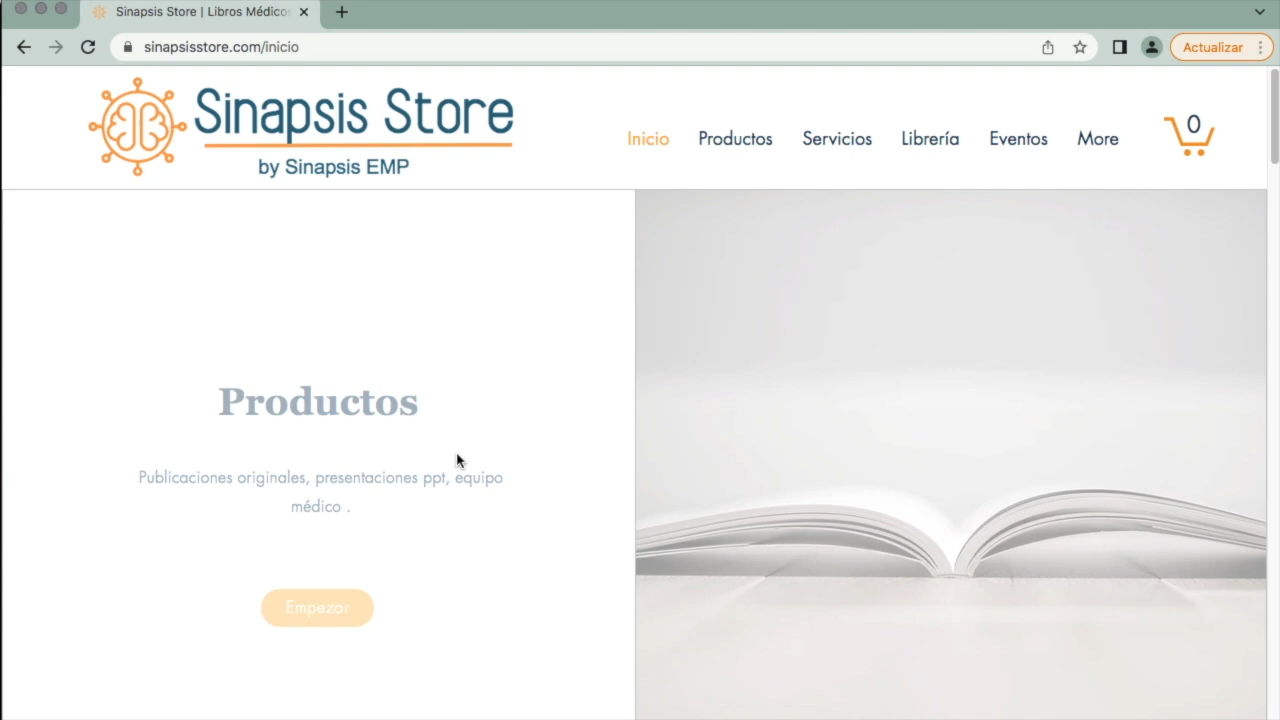 Sinapsis Store | Libros Médico
sinapsisstore.com/inicio
Actualizar
Sinapsis Store
by Sinapsis EMP
Inicio Productos Servicios Librería Eventos More
0
Productos
Publicaciones originales, presentaciones ppt, equipo
médico .
Empezar